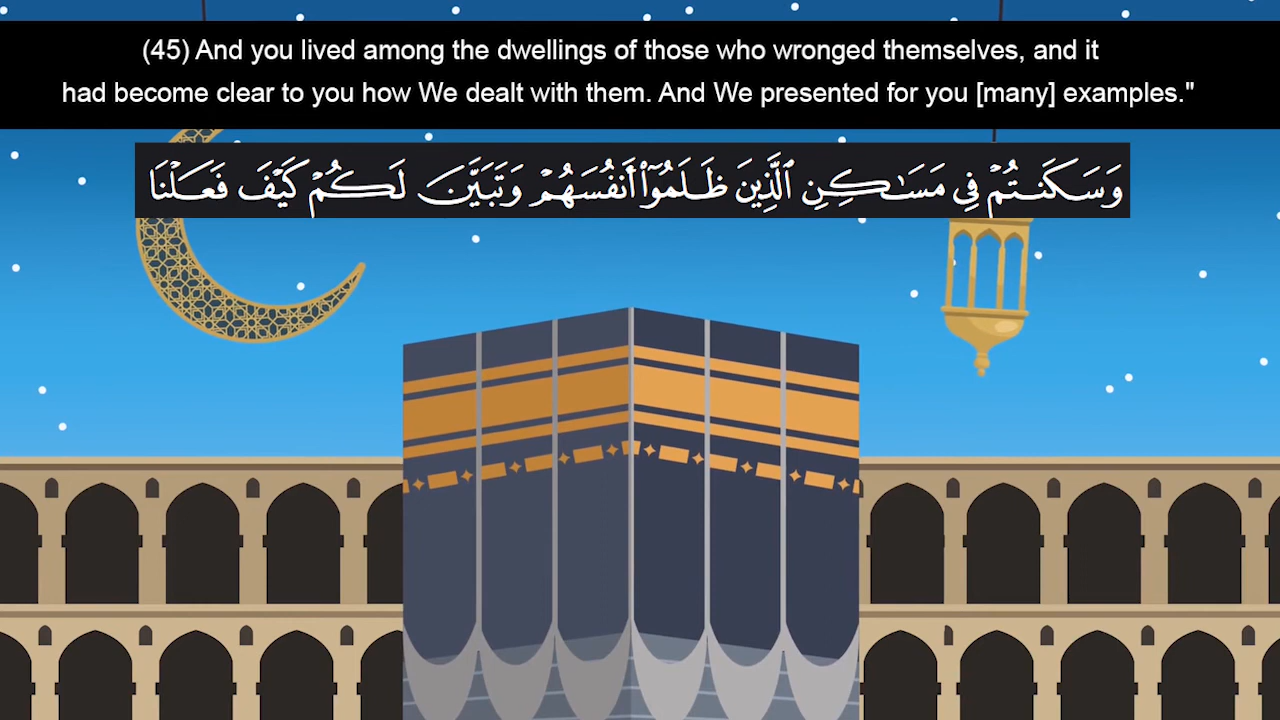 (45) And you lived among the dwellings of those who wronged themselves, and it
had become clear to you how We dealt with them. And We presented for you [many] examples."
وَسَكَنتُمْ فِي مَسَـٰكِنِ ٱلَّذِينَ ظَلَمُوٓا۟ أَنفُسَهُمْ وَتَبَيَّنَ لَكُمْ كَيْفَ فَعَلْنَا